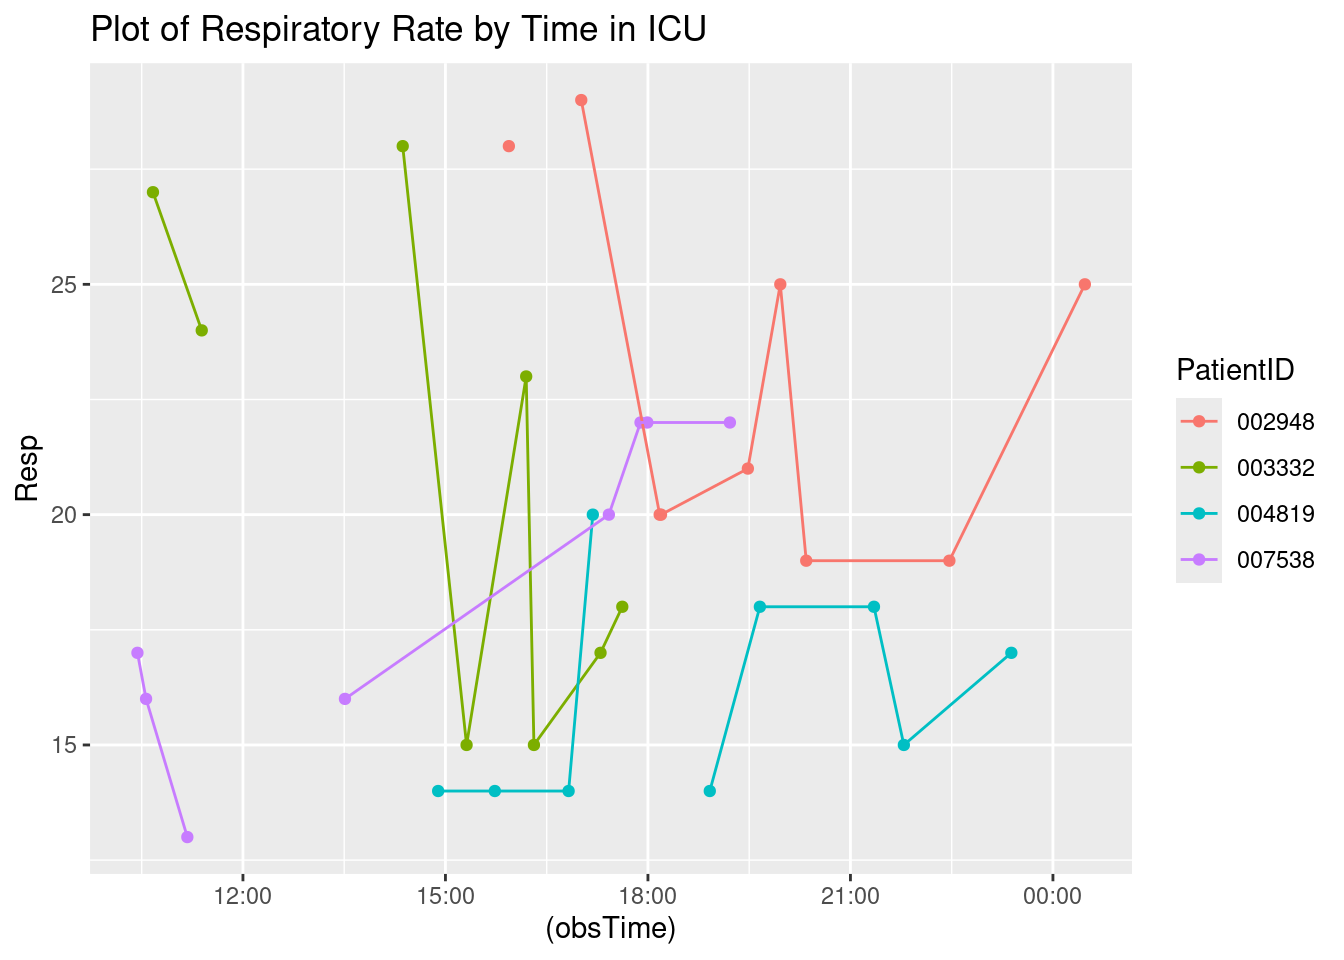 Plot of Respiratory Rate by Time in ICU
25
20
15
Resp
12:00 15:00 18:00 21:00 00:00
(obsTime)
PatientID
002948
003332
004819
007538